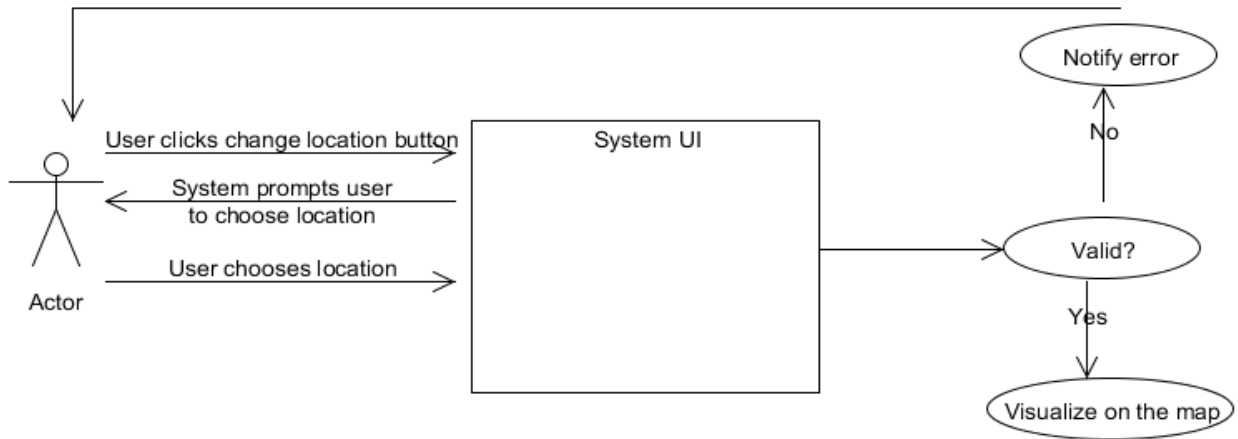 Notify error
User clicks change location button
System UI
No
System prompts user
to choose location
Valid?
User chooses location
Actor
Yes
Visualize on the map